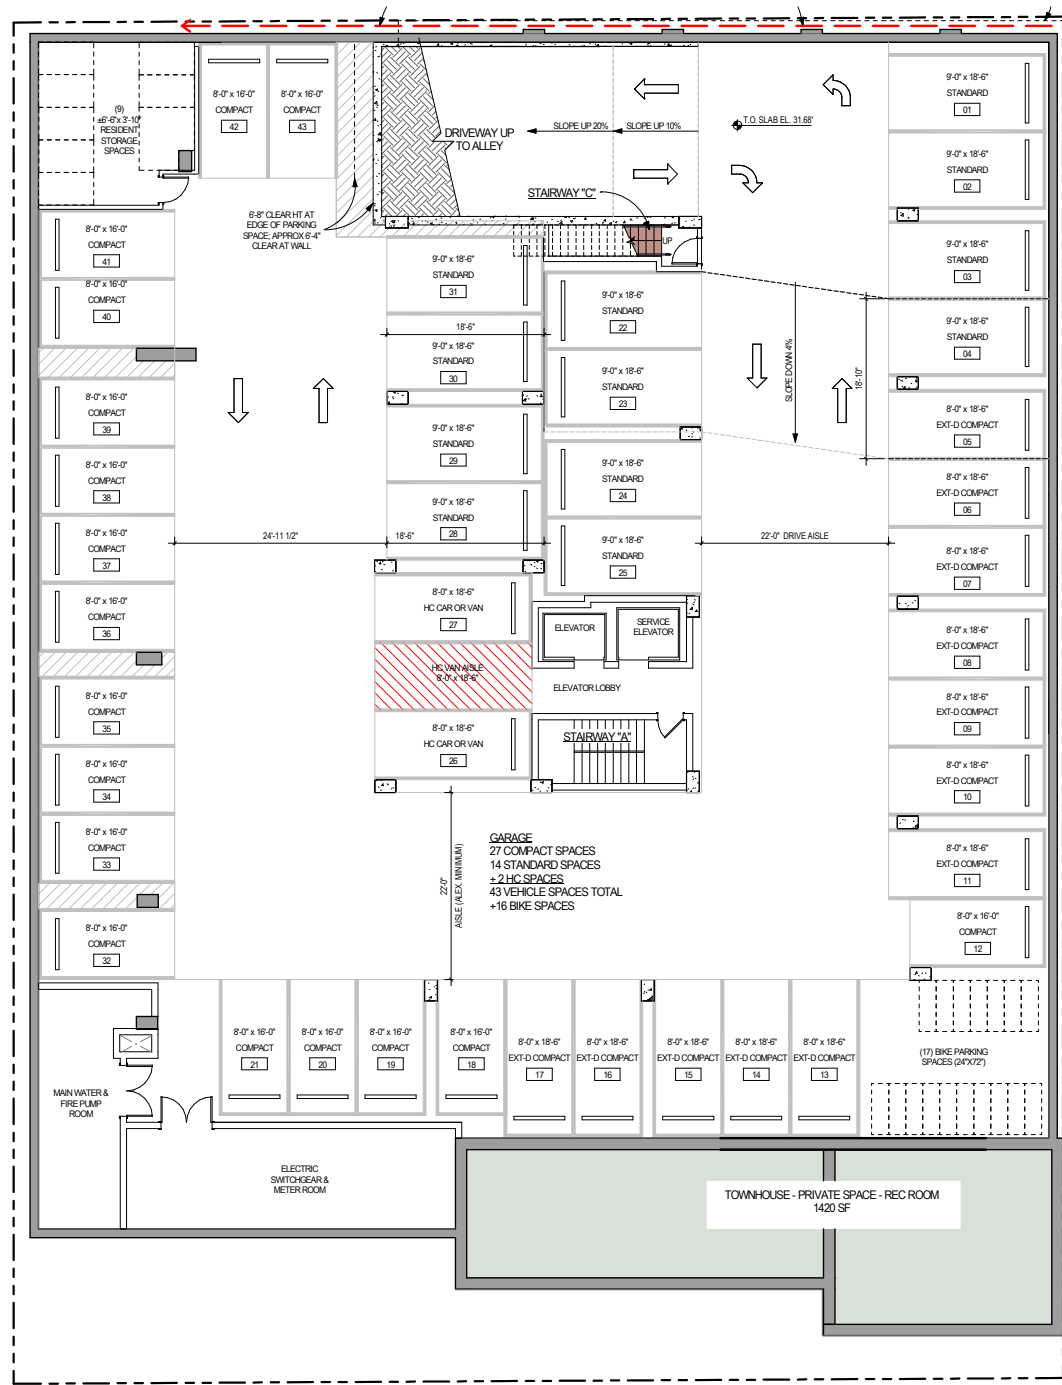 (9)
±6'-6"x 3'-10"
RESIDENT
STORAGE
SPACES
8'-0" x 16'-0"
COMPACT
42
8'-0" x 16'-0"
COMPACT
43
DRIVEWAY UP
TO ALLEY
SLOPE UP 20%
SLOPE UP 10%
T.O. SLAB EL. 31.68'
9'-0" x 18'-6"
STANDARD
01
9'-0" x 18'-6"
STANDARD
02
STAIRWAY "C"
UP
6'-8" CLEAR HT AT
EDGE OF PARKING
SPACE; APPROX 6'-4"
CLEAR AT WALL
8'-0" x 16'-0"
COMPACT
41
8'-0" x 16'-0"
COMPACT
40
9'-0" x 18'-6"
STANDARD
31
18'-6"
9'-0" x 18'-6"
STANDARD
30
9'-0" x 18'-6"
STANDARD
22
9'-0" x 18'-6"
STANDARD
23
SLOPE DOWN 4%
18'-10"
9'-0" x 18'-6"
STANDARD
03
9'-0" x 18'-6"
STANDARD
04
8'-0" x 18'-6"
EXT-D COMPACT
05
8'-0" x 16'-0"
COMPACT
39
8'-0" x 16'-0"
COMPACT
38
8'-0" x 16'-0"
COMPACT
37
8'-0" x 16'-0"
COMPACT
36
9'-0" x 18'-6"
STANDARD
29
9'-0" x 18'-6"
STANDARD
28
9'-0" x 18'-6"
STANDARD
24
9'-0" x 18'-6"
STANDARD
25
24'-11 1/2"
18'-6"
22'-0" DRIVE AISLE
8'-0" x 18'-6"
EXT-D COMPACT
06
8'-0" x 18'-6"
EXT-D COMPACT
07
8'-0" x 18'-6"
HC CAR OR VAN
27
HC VAN AISLE
8'-0" x 18'-6"
8'-0" x 18'-6"
HC CAR OR VAN
26
ELEVATOR
SERVICE
ELEVATOR
ELEVATOR LOBBY
STAIRWAY "A"
8'-0" x 18'-6"
EXT-D COMPACT
08
8'-0" x 18'-6"
EXT-D COMPACT
09
8'-0" x 18'-6"
EXT-D COMPACT
10
8'-0" x 18'-6"
EXT-D COMPACT
11
8'-0" x 16'-0"
COMPACT
12
8'-0" x 16'-0"
COMPACT
35
8'-0" x 16'-0"
COMPACT
34
8'-0" x 16'-0"
COMPACT
33
8'-0" x 16'-0"
COMPACT
32
22'-0"
AISLE (ALEX. MINIMUM)
GARAGE
27 COMPACT SPACES
14 STANDARD SPACES
+ 2 HC SPACES
43 VEHICLE SPACES TOTAL
+16 BIKE SPACES
8'-0" x 16'-0"
COMPACT
21
8'-0" x 16'-0"
COMPACT
20
8'-0" x 16'-0"
COMPACT
19
8'-0" x 16'-0"
COMPACT
18
8'-0" x 18'-6"
EXT-D COMPACT
17
8'-0" x 18'-6"
EXT-D COMPACT
16
8'-0" x 18'-6"
EXT-D COMPACT
15
8'-0" x 18'-6"
EXT-D COMPACT
14
8'-0" x 18'-6"
EXT-D COMPACT
13
(17) BIKE PARKING
SPACES (24"X72")
MAIN WATER &
FIRE PUMP
ROOM
ELECTRIC
SWITCHGEAR &
METER ROOM
TOWNHOUSE - PRIVATE SPACE - REC ROOM
1420 SF